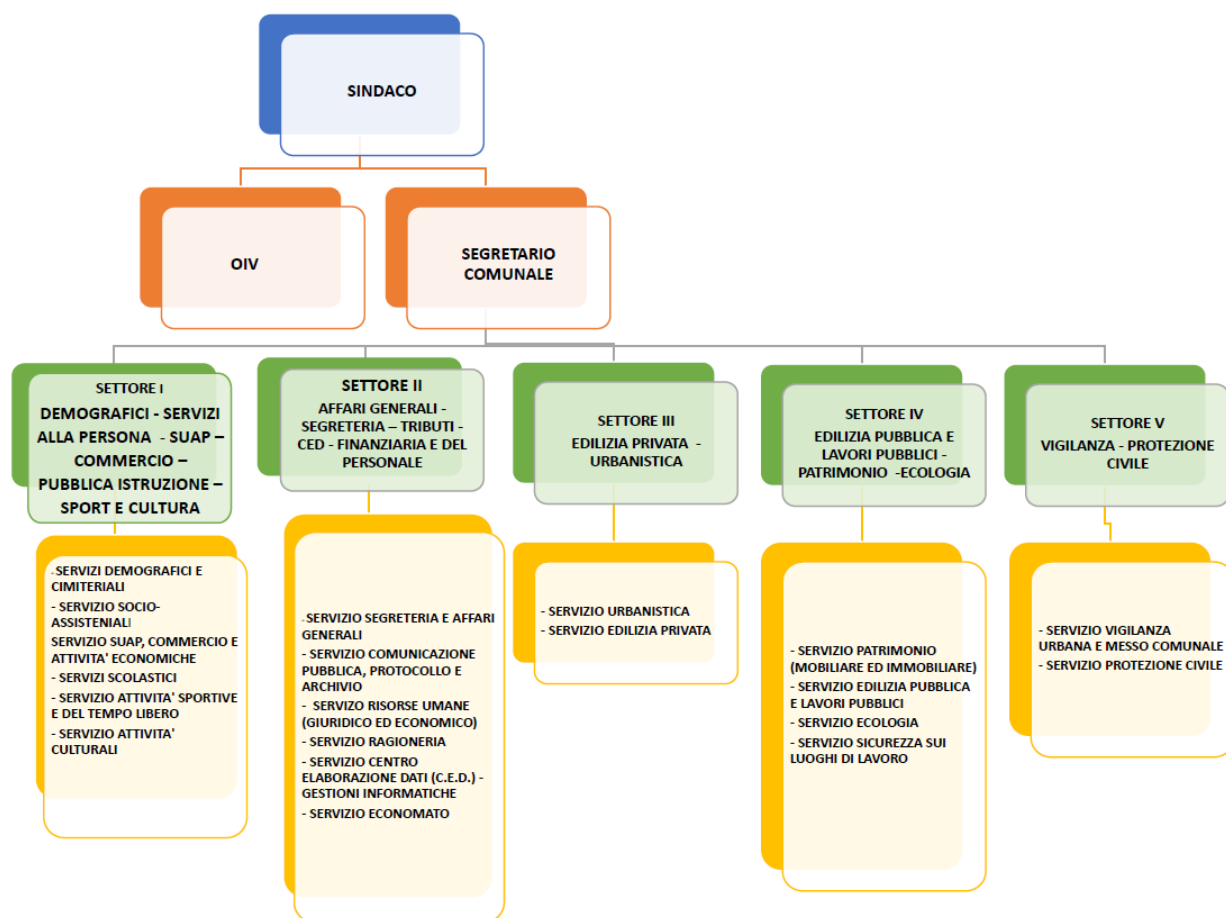 SINDACO
OIV
SEGRETARIO
COMUNALE
SETTORE I
DEMOGRAFICI - SERVIZI
ALLA PERSONA - SUAP –
COMMERCIO –
PUBBLICA ISTRUZIONE –
SPORT E CULTURA
SETTORE II
AFFARI GENERALI -
SEGRETERIA – TRIBUTI -
CED - FINANZIARIA E DEL
PERSONALE
SETTORE III
EDILIZIA PRIVATA -
URBANISTICA
SETTORE IV
EDILIZIA PUBBLICA E
LAVORI PUBBLICI -
PATRIMONIO -ECOLOGIA
SETTORE V
VIGILANZA - PROTEZIONE
CIVILE
- SERVIZI DEMOGRAFICI E
CIMITERIALI
- SERVIZIO SOCIO-
ASSISTENIALI
SERVIZIO SUAP, COMMERCIO E
ATTIVITA' ECONOMICHE
- SERVIZI SCOLASTICI
- SERVIZIO ATTIVITA' SPORTIVE
E DEL TEMPO LIBERO
- SERVIZIO ATTIVITA'
CULTURALI
- SERVIZIO SEGRETERIA E AFFARI
GENERALI
- SERVIZIO COMUNICAZIONE
PUBBLICA, PROTOCOLLO E
ARCHIVIO
- SERVIZO RISORSE UMANE
(GIURIDICO ED ECONOMICO)
- SERVIZIO RAGIONERIA
- SERVIZIO CENTRO
ELABORAZIONE DATI (C.E.D.) -
GESTIONI INFORMATICHE
- SERVIZIO ECONOMATO
- SERVIZIO URBANISTICA
- SERVIZIO EDILIZIA PRIVATA
- SERVIZIO PATRIMONIO
(MOBILIARE ED IMMOBILIARE)
- SERVIZIO EDILIZIA PUBBLICA
E LAVORI PUBBLICI
- SERVIZIO ECOLOGIA
- SERVIZIO SICUREZZA SUI
LUOGHI DI LAVORO
- SERVIZIO VIGILANZA
URBANA E MESSO COMUNALE
- SERVIZIO PROTEZIONE CIVILE